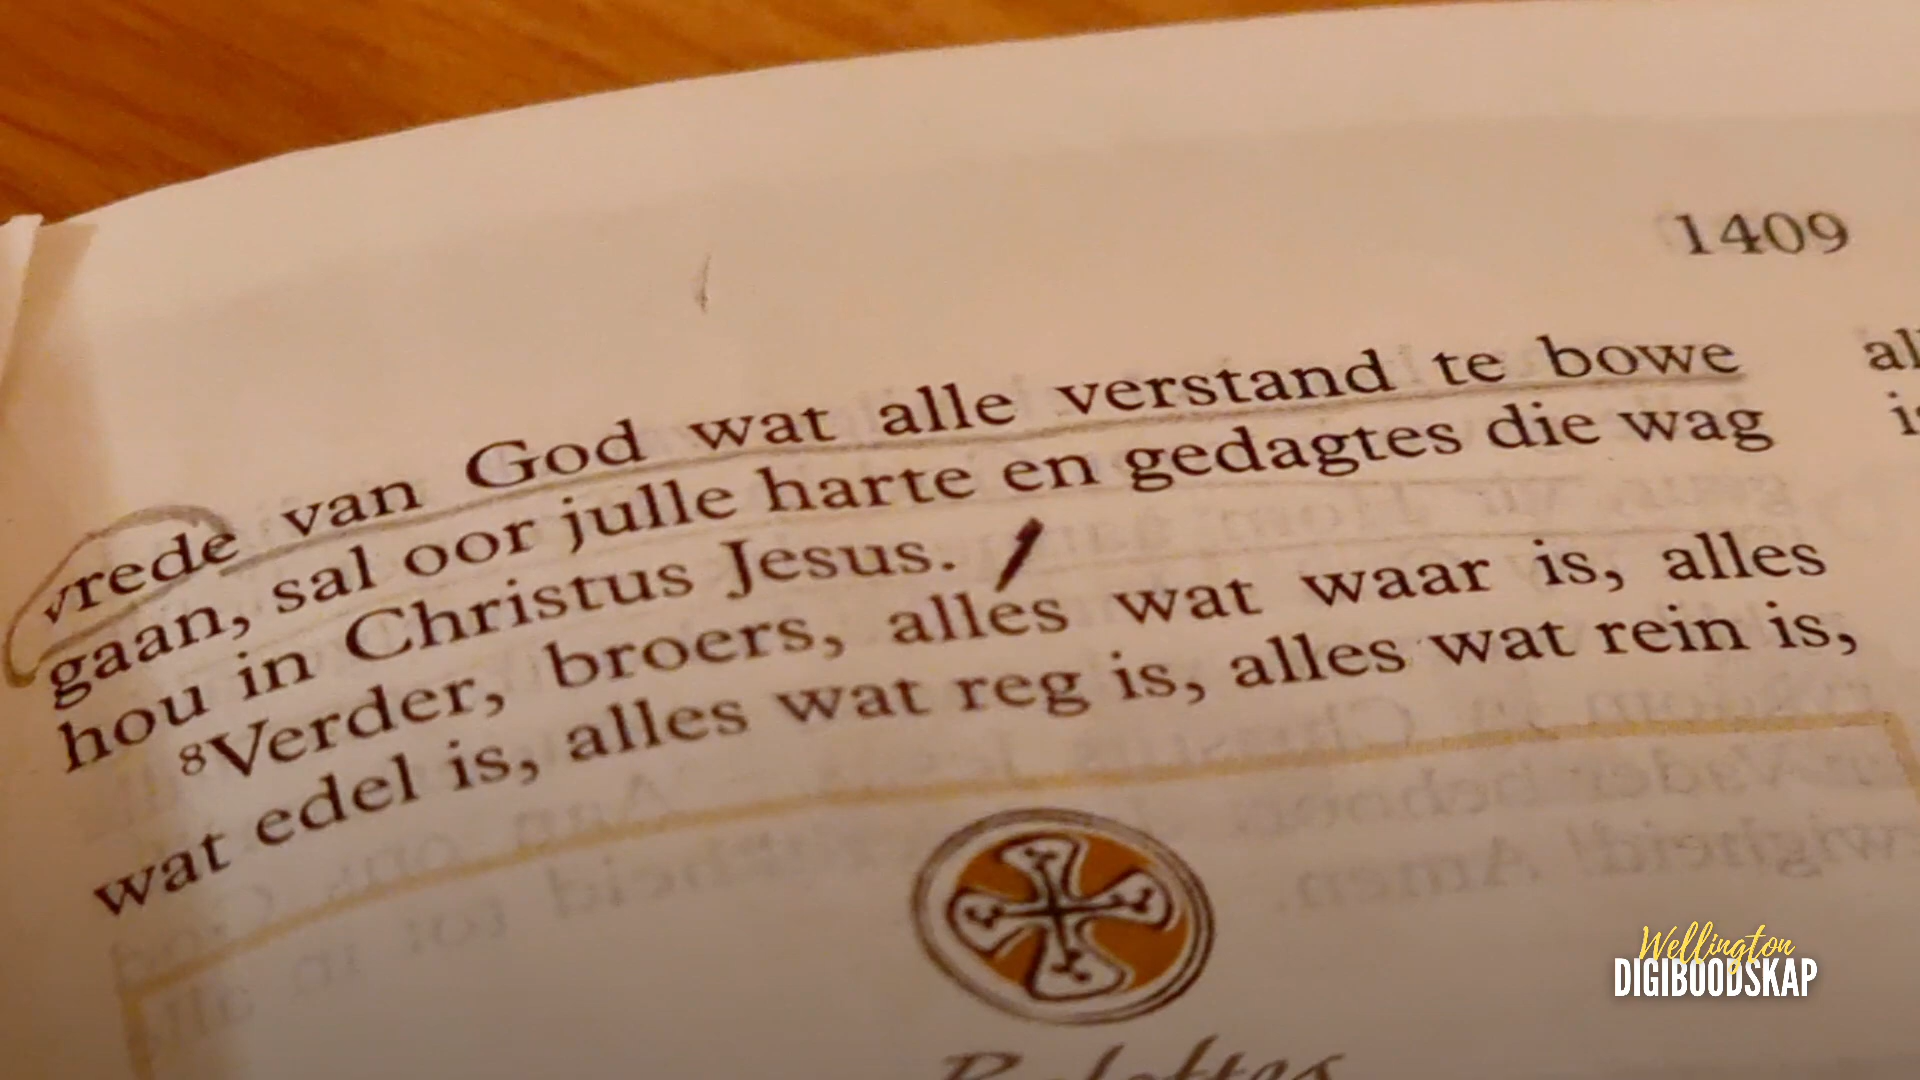 1409
vrede van God wat alle verstand te bowe
gaan, sal oor julle harte en gedagtes die wag
hou in Christus Jesus.
8Verder, broers, alles wat waar is, alles
wat edel is, alles wat reg is, alles wat rein is,
Wellington
DIGIBOODSKAP